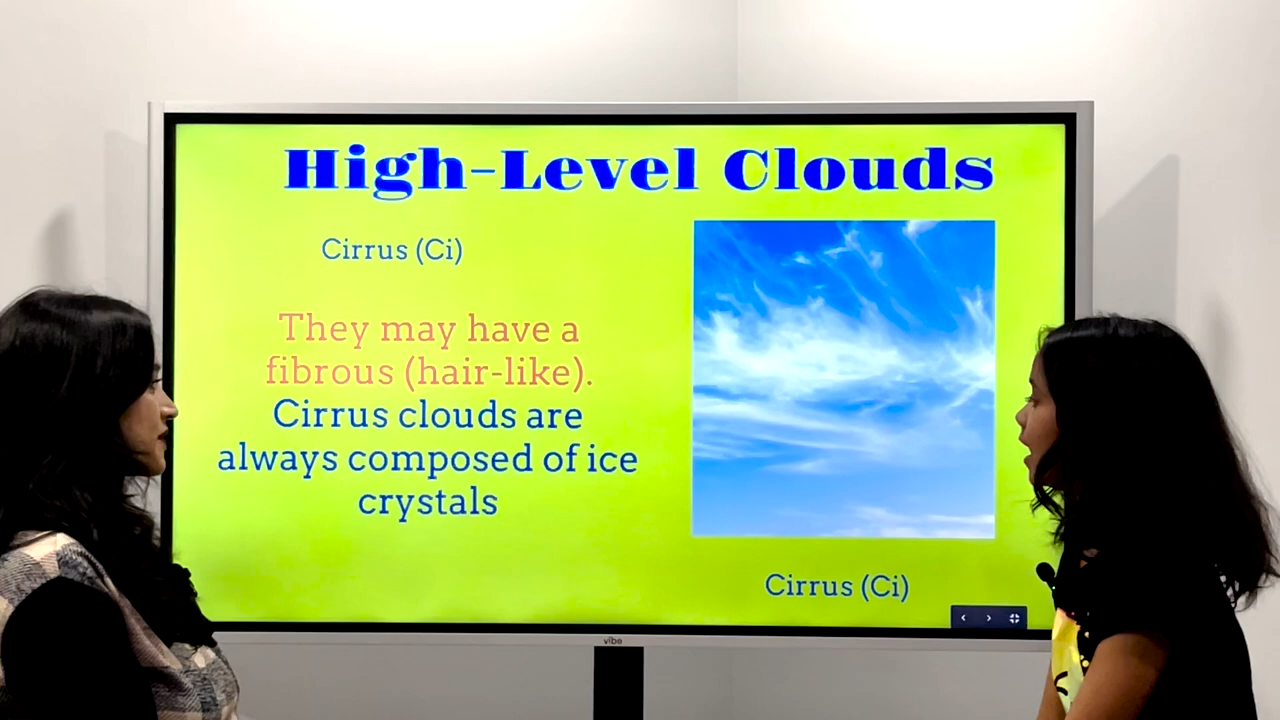 High-Level Clouds
Cirrus (Ci)
They may have a
fibrous (hair-like).
Cirrus clouds are
always composed of ice
crystals
Cirrus (Ci)
vibe